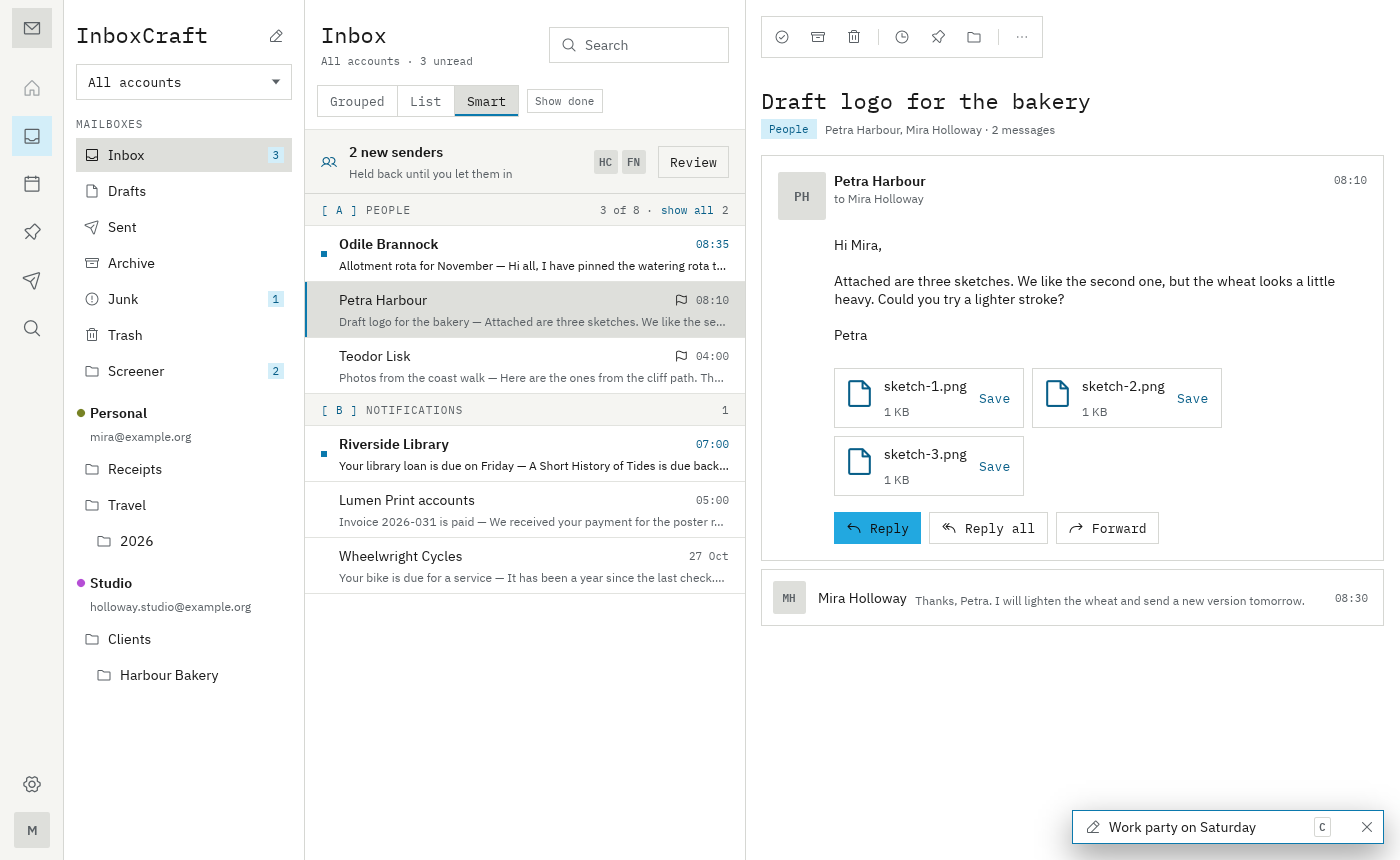 InboxCraft
All accounts
MAILBOXES
Inbox 3
Drafts
Sent
Archive
Junk 1
Trash
Screener 2
Personal
mira@example.org
Receipts
Travel
2026
Studio
holloway.studio@example.org
Clients
Harbour Bakery
M
Inbox
All accounts · 3 unread
Search
Grouped List Smart Show done
2 new senders
Held back until you let them in
HC FN Review
[ A ] PEOPLE 3 of 8 · show all 2
Odile Brannock 08:35
Allotment rota for November — Hi all, I have pinned the watering rota t…
Petra Harbour 08:10
Draft logo for the bakery — Attached are three sketches. We like the se…
Teodor Lisk 04:00
Photos from the coast walk — Here are the ones from the cliff path. Th…
[ B ] NOTIFICATIONS 1
Riverside Library 07:00
Your library loan is due on Friday — A Short History of Tides is due back…
Lumen Print accounts 05:00
Invoice 2026-031 is paid — We received your payment for the poster r…
Wheelwright Cycles 27 Oct
Your bike is due for a service — It has been a year since the last check.…
Draft logo for the bakery
People Petra Harbour, Mira Holloway · 2 messages
PH Petra Harbour 08:10
to Mira Holloway
Hi Mira,
Attached are three sketches. We like the second one, but the wheat looks a little
heavy. Could you try a lighter stroke?
Petra
sketch-1.png
1 KB
Save
sketch-2.png
1 KB
Save
sketch-3.png
1 KB
Save
Reply Reply all Forward
MH Mira Holloway Thanks, Petra. I will lighten the wheat and send a new version tomorrow. 08:30
Work party on Saturday C